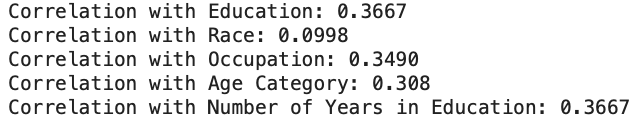 Correlation with Education: 0.3667
Correlation with Race: 0.0998
Correlation with Occupation: 0.3490
Correlation with Age Category: 0.308
Correlation with Number of Years in Education: 0.3667